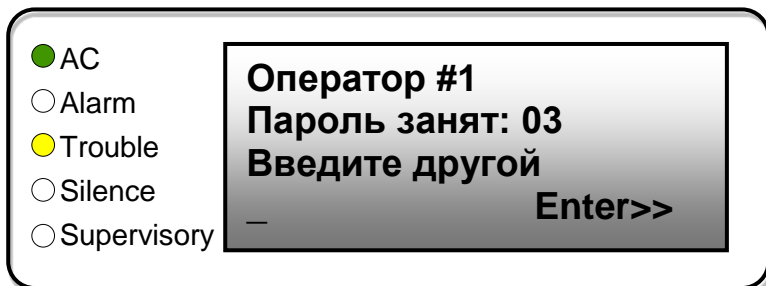 AC
Alarm
Trouble
Silence
Supervisory
Оператор #1
Пароль занят: 03
Введите другой
_ Enter>>